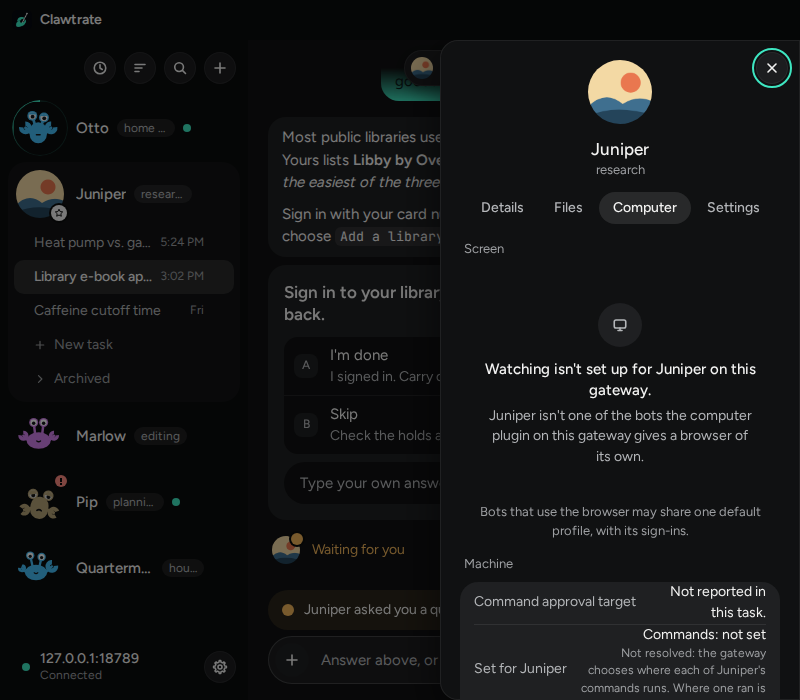 Clawtrate
Otto
home ...
Juniper
resear...
Heat pump vs. ga...
5:24 PM
Library e-book ap...
3:02 PM
Caffeine cutoff time
Fri
New task
Archived
Marlow
editing
Pip
planni...
Quarterm...
hou...
127.0.0.1:18789
Connected
Most public libraries use
Yours lists Libby by Ove
the easiest of the three
Sign in with your card n
choose Add a library
Sign in to your librar
back.
A
I'm done
I signed in. Carry o
B
Skip
Check the holds a
Type your own answe
Waiting for you
Juniper asked you a qu
Answer above, or
Juniper
research
Details
Files
Computer
Settings
Screen
Watching isn't set up for Juniper on this
gateway.
Juniper isn't one of the bots the computer
plugin on this gateway gives a browser of
its own.
Bots that use the browser may share one default
profile, with its sign-ins.
Machine
Command approval target
Not reported in
this task.
Set for Juniper
Commands: not set
Not resolved: the gateway
chooses where each of Juniper's
commands runs. Where one ran is